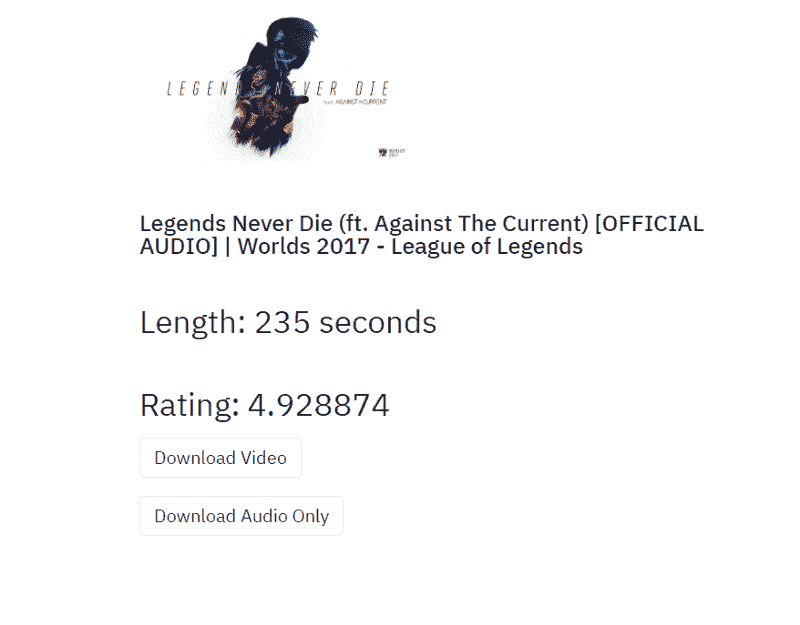 LEGENDS NEVER DIE
feat. AGAINST THE CURRENT
Legends Never Die (ft. Against The Current) [OFFICIAL
AUDIO] | Worlds 2017 - League of Legends
Length: 235 seconds
Rating: 4.928874
Download Video
Download Audio Only